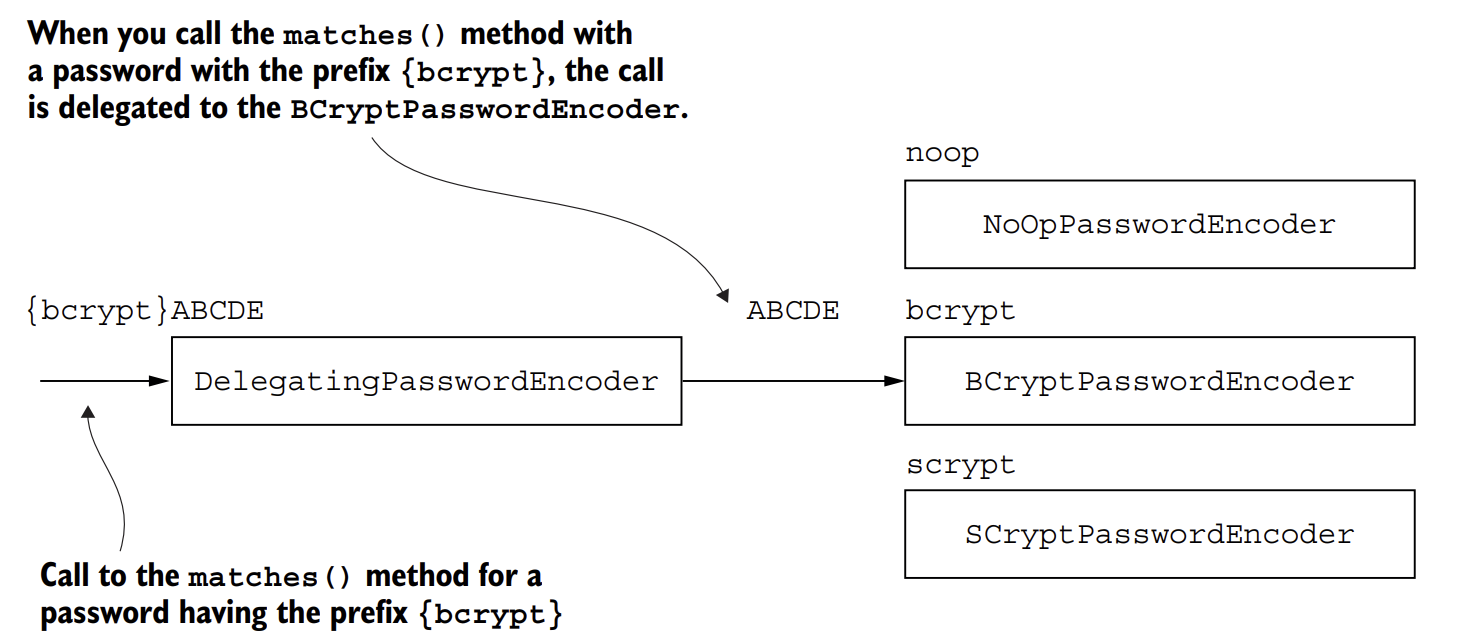 When you call the matches() method with
a password with the prefix {bcrypt}, the call
is delegated to the BCryptPasswordEncoder.
noop
NoOpPasswordEncoder
{bcrypt}ABCDE
ABCDE
bcrypt
DelegatingPasswordEncoder
BCryptPasswordEncoder
scrypt
SCryptPasswordEncoder
Call to the matches() method for a
password having the prefix {bcrypt}